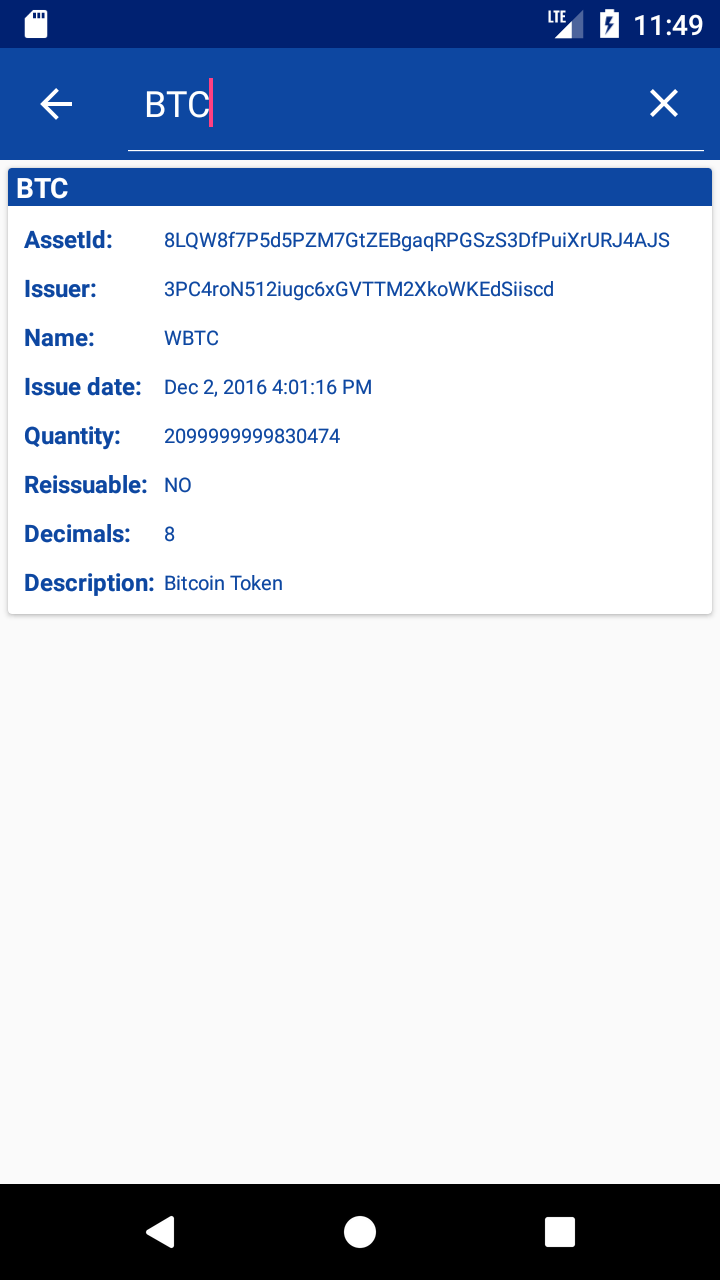 LTE 11:49
BTC
BTC
AssetId: 8LQW8f7P5d5PZM7GtZEBgaqRPGSzS3DfPuiXrURJ4AJS
Issuer: 3PC4roN512iugc6xGVTTM2XkoWKEdSiiscd
Name: WBTC
Issue date: Dec 2, 2016 4:01:16 PM
Quantity: 2099999999830474
Reissuable: NO
Decimals: 8
Description: Bitcoin Token